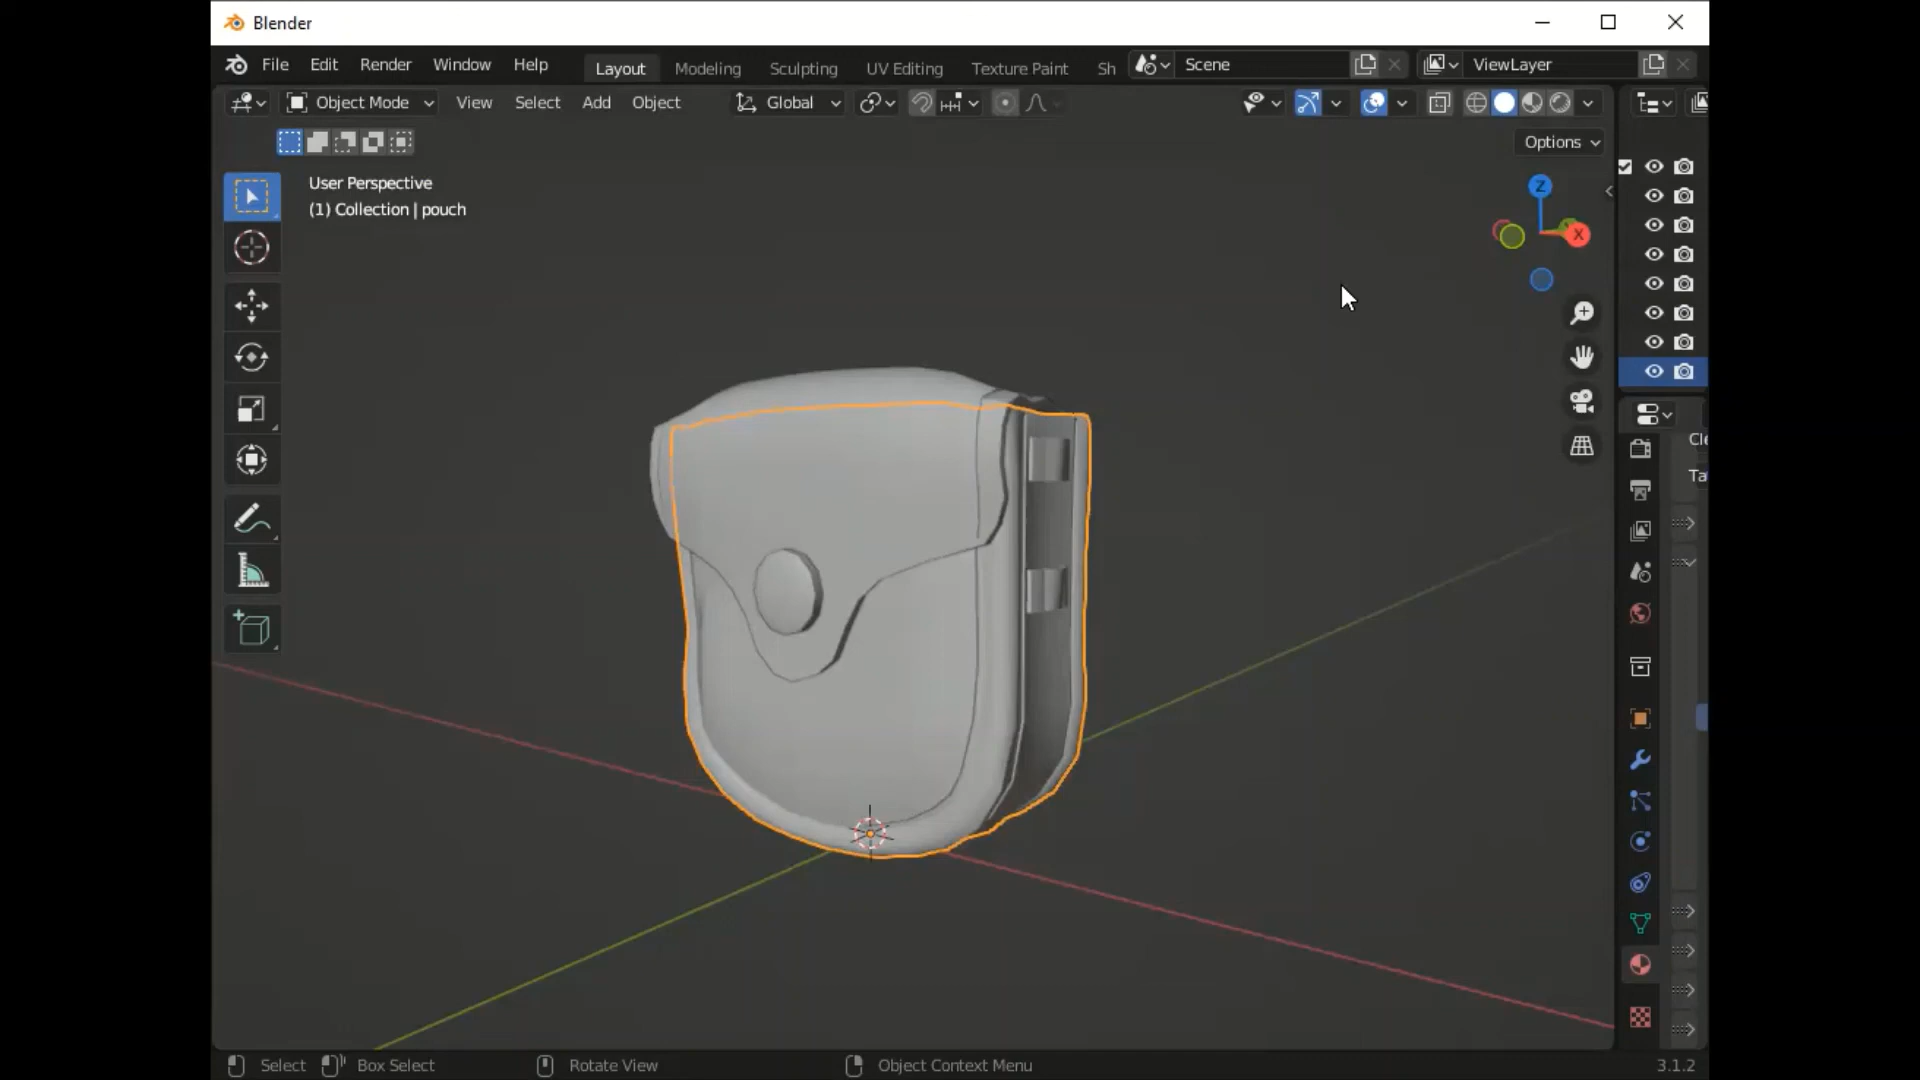 Blender
File Edit Render Window Help Layout Modeling Sculpting UV Editing Texture Paint Sh Scene ViewLayer
Object Mode View Select Add Object Global
Options
User Perspective
(1) Collection | pouch
Z
X
Cle
Ta
Select Box Select Rotate View Object Context Menu 3.1.2